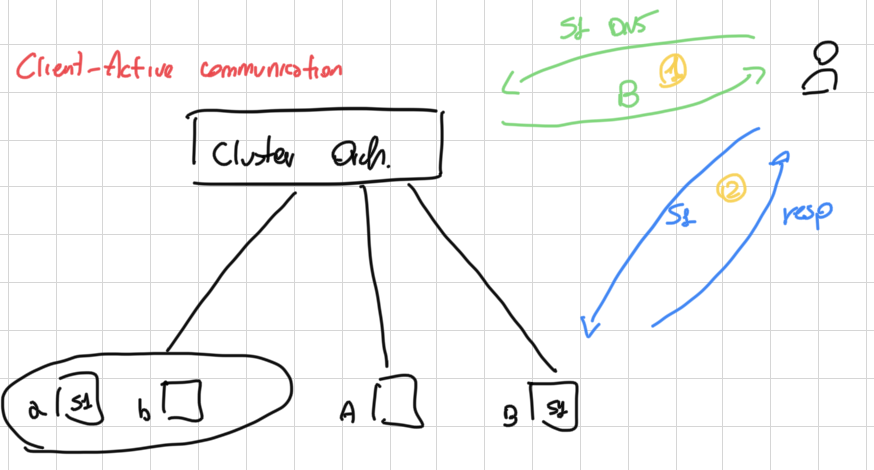 S1 DNS
Client-Active communication
1
B
Cluster Orch.
2
S1
resp
a
S1
b
A
B
S1